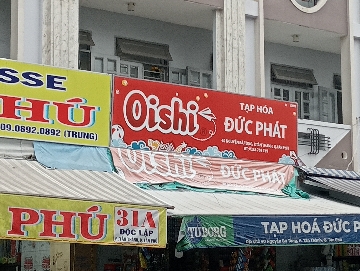 SSE
HÚ
09.0892.0892 (TRUNG)
Oishi
TẠP HÓA
ĐỨC PHÁT
Oishi
ĐỨC PHÁT
PHÚ
31A
ĐỘC LẬP
TUBORG
TẠP HOÁ ĐỨC P